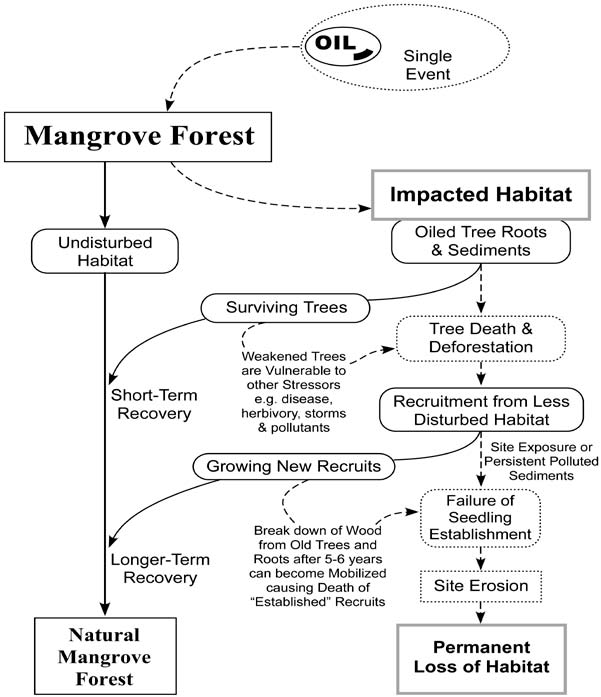 OIL
Single
Event
Mangrove Forest
Impacted Habitat
Undisturbed
Habitat
Oiled Tree Roots
& Sediments
Surviving Trees
Tree Death &
Deforestation
Weakened Trees
are Vulnerable to
other Stressors
e.g. disease,
herbivory, storms
& pollutants
Short-Term
Recovery
Recruitment from Less
Disturbed Habitat
Site Exposure or
Persistent Polluted
Sediments
Growing New Recruits
Failure of
Seedling
Establishment
Break down of Wood
from Old Trees and
Roots after 5-6 years
can become Mobilized
causing Death of
“Established” Recruits
Longer-Term
Recovery
Site Erosion
Natural
Mangrove
Forest
Permanent
Loss of Habitat